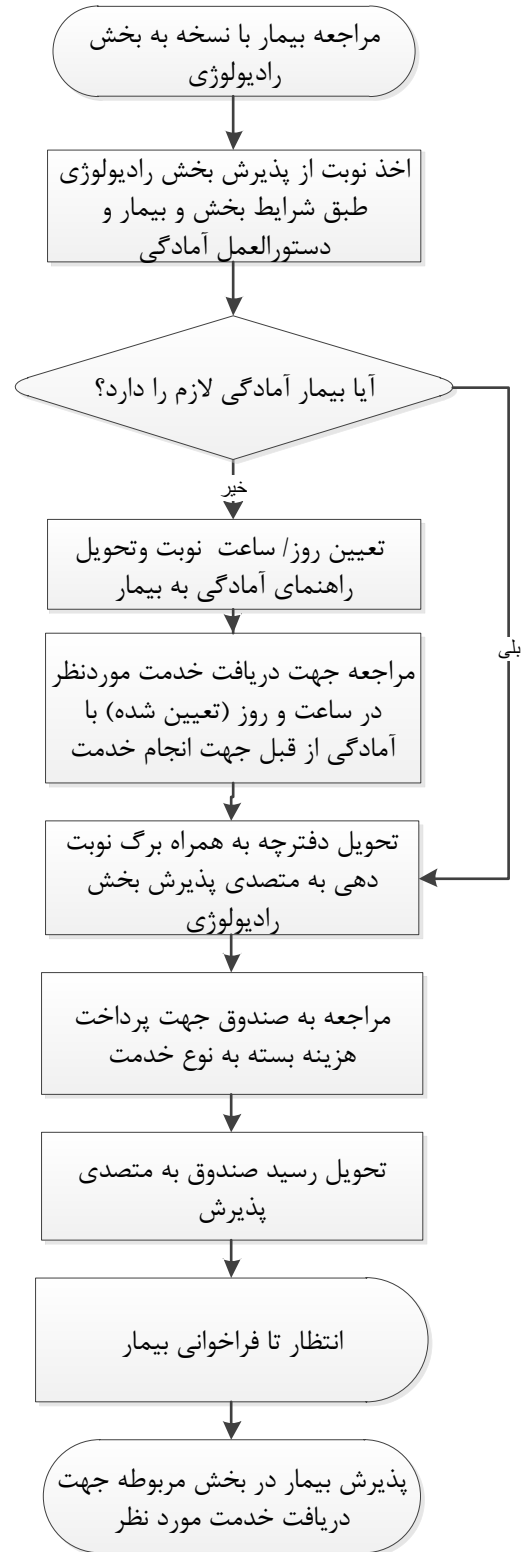 مراجعه بیمار با نسخه به بخش
رادیولوژی
اخذ نوبت از پذیرش بخش رادیولوژی
طبق شرایط بخش و بیمار و
دستورالعمل آمادگی
آیا بیمار آمادگی لازم را دارد؟
خیر
بلی
تعیین روز/ ساعت نوبت وتحویل
راهنمای آمادگی به بیمار
مراجعه جهت دریافت خدمت موردنظر
در ساعت و روز (تعیین شده) با
آمادگی از قبل جهت انجام خدمت
تحویل دفترچه به همراه برگ نوبت
دهی به متصدی پذیرش بخش
رادیولوژی
مراجعه به صندوق جهت پرداخت
هزینه بسته به نوع خدمت
تحویل رسید صندوق به متصدی
پذیرش
انتظار تا فراخوانی بیمار
پذیرش بیمار در بخش مربوطه جهت
دریافت خدمت مورد نظر